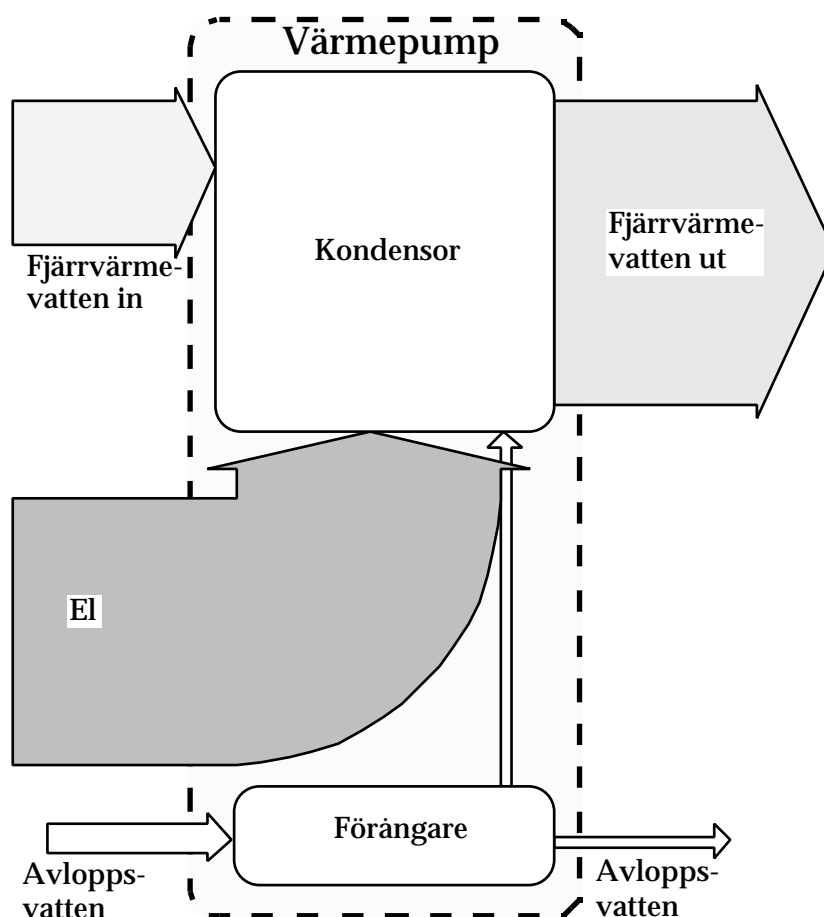 Värmepump
Fjärrvärme-
vatten in
Kondensor
Fjärrvärme-
vatten ut
El
Förångare
Avlopps-
vatten
Avlopps-
vatten